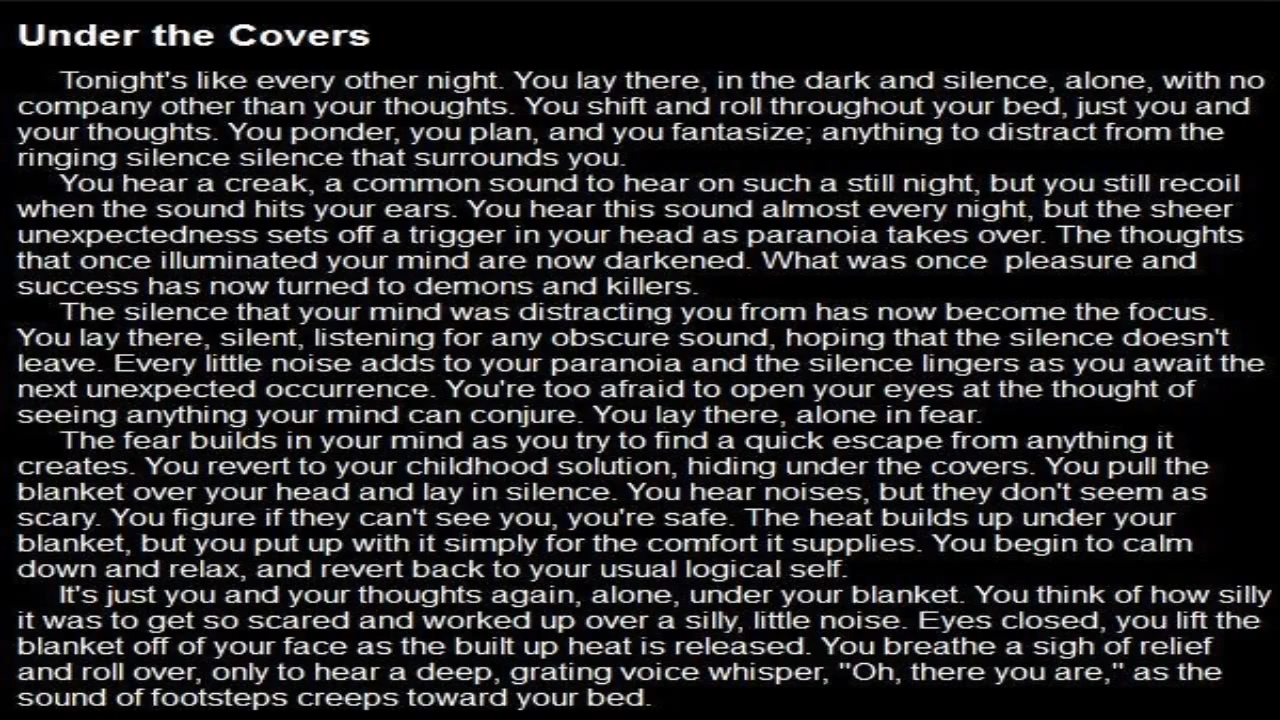 Under the Covers
Tonight's like every other night. You lay there, in the dark and silence, alone, with no
company other than your thoughts. You shift and roll throughout your bed, just you and
your thoughts. You ponder, you plan, and you fantasize; anything to distract from the
ringing silence silence that surrounds you.
You hear a creak, a common sound to hear on such a still night, but you still recoil
when the sound hits your ears. You hear this sound almost every night, but the sheer
unexpectedness sets off a trigger in your head as paranoia takes over. The thoughts
that once illuminated your mind are now darkened. What was once  pleasure and
success has now turned to demons and killers.
The silence that your mind was distracting you from has now become the focus.
You lay there, silent, listening for any obscure sound, hoping that the silence doesn't
leave. Every little noise adds to your paranoia and the silence lingers as you await the
next unexpected occurrence. You're too afraid to open your eyes at the thought of
seeing anything your mind can conjure. You lay there, alone in fear.
The fear builds in your mind as you try to find a quick escape from anything it
creates. You revert to your childhood solution, hiding under the covers. You pull the
blanket over your head and lay in silence. You hear noises, but they don't seem as
scary. You figure if they can't see you, you're safe. The heat builds up under your
blanket, but you put up with it simply for the comfort it supplies. You begin to calm
down and relax, and revert back to your usual logical self.
It's just you and your thoughts again, alone, under your blanket. You think of how silly
it was to get so scared and worked up over a silly, little noise. Eyes closed, you lift the
blanket off of your face as the built up heat is released. You breathe a sigh of relief
and roll over, only to hear a deep, grating voice whisper, "Oh, there you are," as the
sound of footsteps creeps toward your bed.